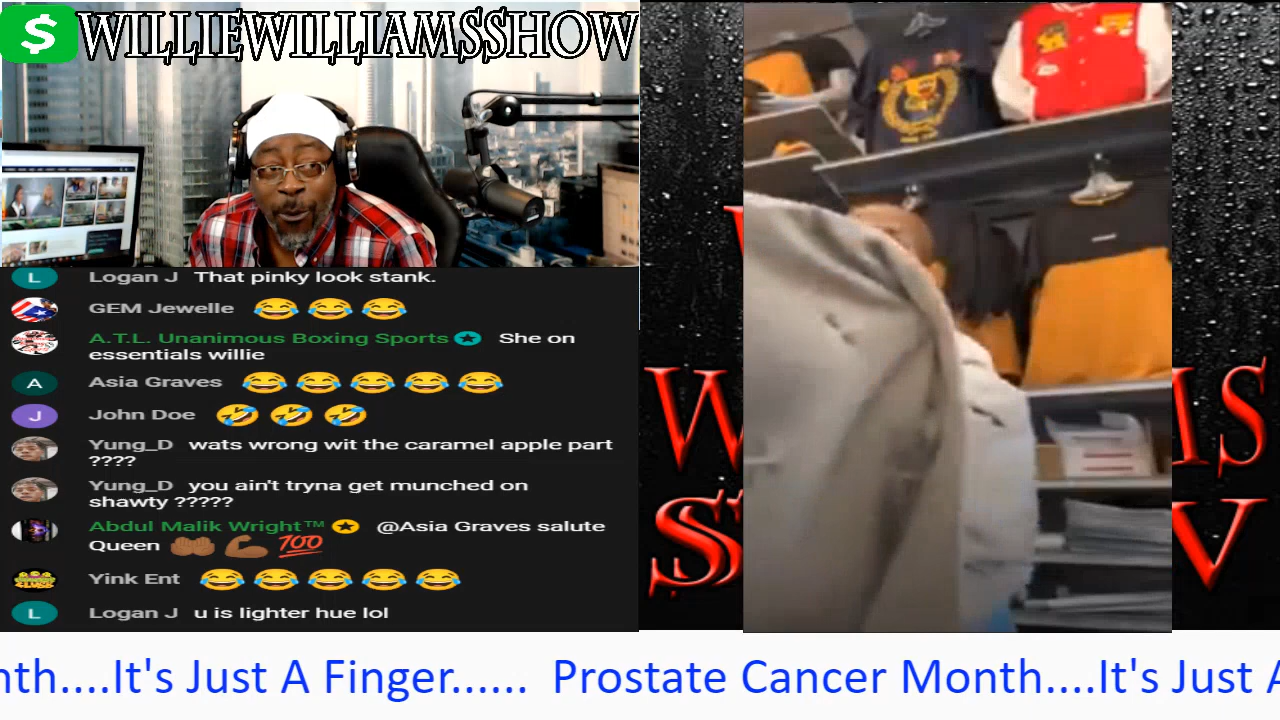 $ WILLIEWILLIAMSSHOW
Logan J That pinky look stank.
GEM Jewelle 😂 😂 😂
A.T.L. Unanimous Boxing Sports She on
essentials willie
A Asia Graves 😂 😂 😂 😂 😂
J John Doe 🤣 🤣 🤣
Yung_D wats wrong wit the caramel apple part
????
Yung_D you ain't tryna get munched on
shawty ?????
Abdul Malik Wright™ @Asia Graves salute
Queen 🤲🏾 💪🏾 💯
Yink Ent 😂 😂 😂 😂 😂
L Logan J u is lighter hue lol
W
IS
S
V
nth....It's Just A Finger...... Prostate Cancer Month....It's Just A